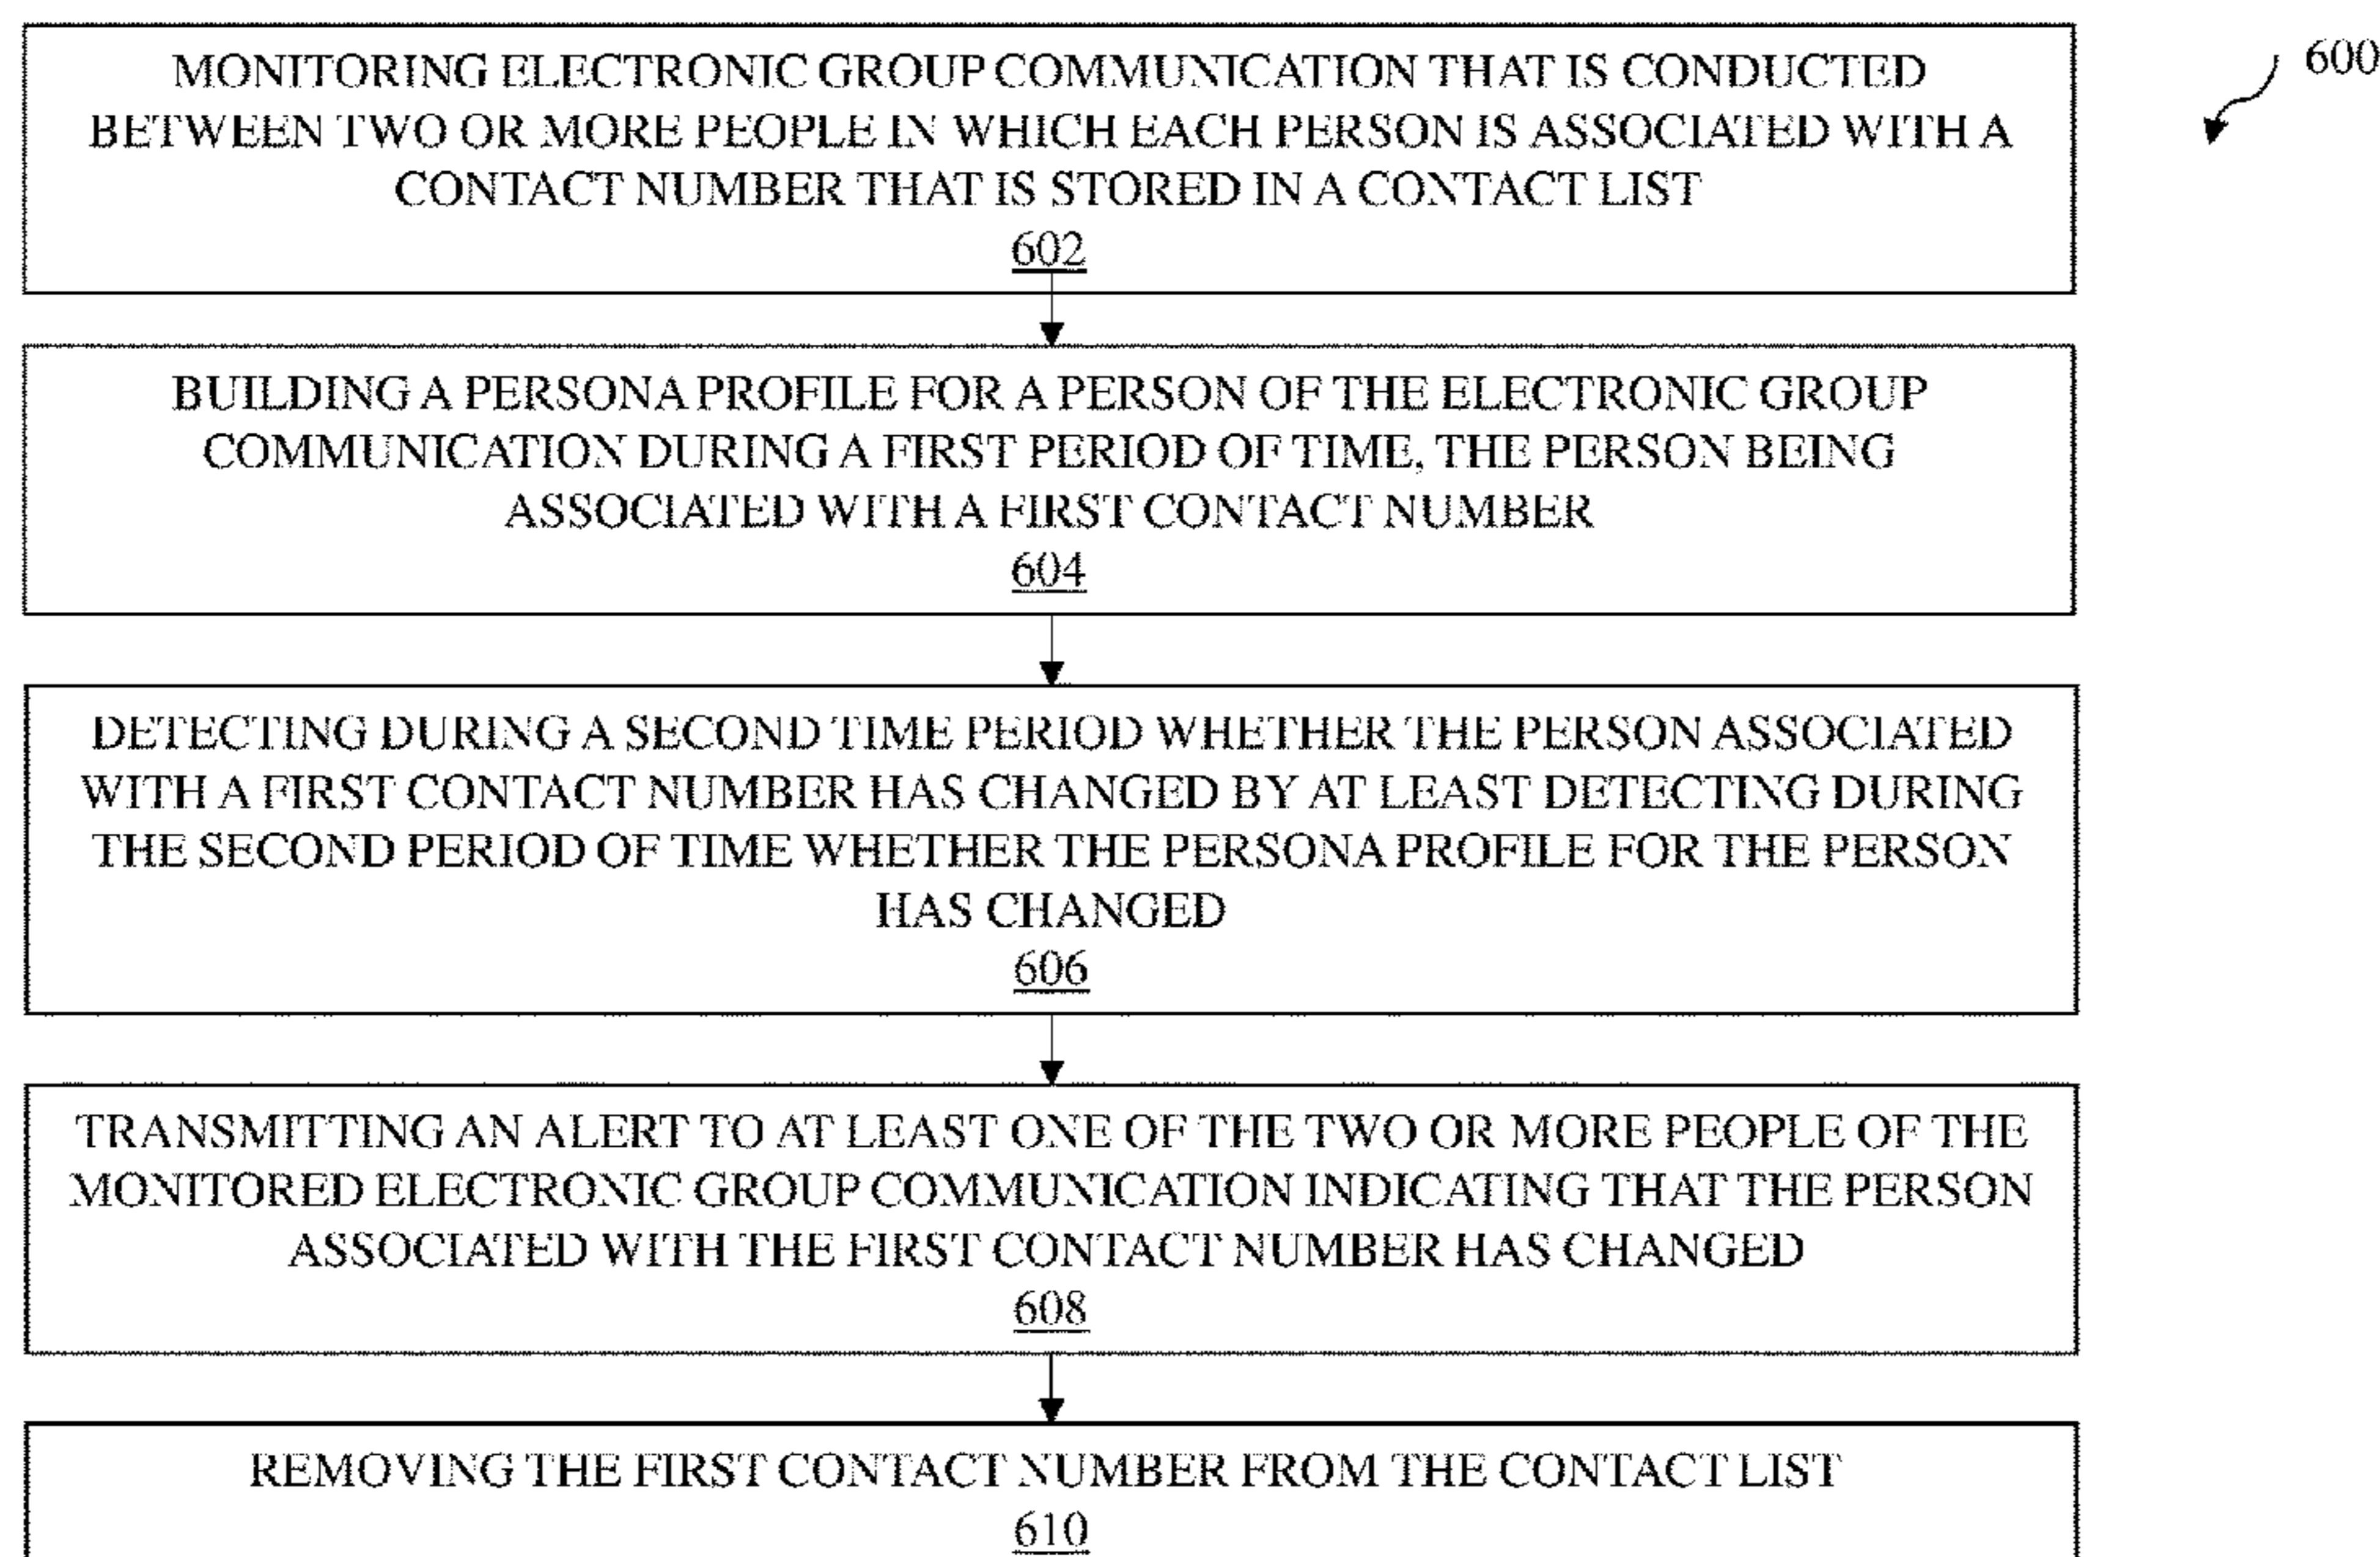 MONITORING ELECTRONIC GROUP COMMUNICATION THAT IS CONDUCTED
BETWEEN TWO OR MORE PEOPLE IN WHICH EACH PERSON IS ASSOCIATED WITH A
CONTACT NUMBER THAT IS STORED IN A CONTACT LIST
602
600
BUILDING A PERSONA PROFILE FOR A PERSON OF THE ELECTRONIC GROUP
COMMUNICATION DURING A FIRST PERIOD OF TIME, THE PERSON BEING
ASSOCIATED WITH A FIRST CONTACT NUMBER
604
DETECTING DURING A SECOND TIME PERIOD WHETHER THE PERSON ASSOCIATED
WITH A FIRST CONTACT NUMBER HAS CHANGED BY AT LEAST DETECTING DURING
THE SECOND PERIOD OF TIME WHETHER THE PERSONA PROFILE FOR THE PERSON
HAS CHANGED
606
TRANSMITTING AN ALERT TO AT LEAST ONE OF THE TWO OR MORE PEOPLE OF THE
MONITORED ELECTRONIC GROUP COMMUNICATION INDICATING THAT THE PERSON
ASSOCIATED WITH THE FIRST CONTACT NUMBER HAS CHANGED
608
REMOVING THE FIRST CONTACT NUMBER FROM THE CONTACT LIST
610